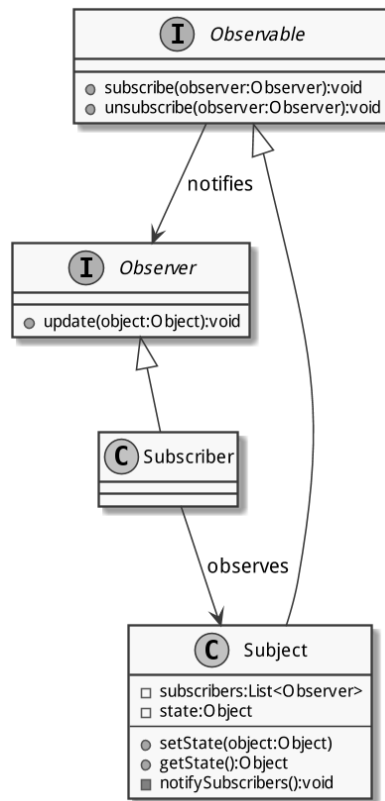 I Observable
subscribe(observer:Observer):void
unsubscribe(observer:Observer):void
notifies
I Observer
update(object:Object):void
C Subscriber
observes
C Subject
subscribers:List<Observer>
state:Object
setState(object:Object)
getState():Object
notifySubscribers():void